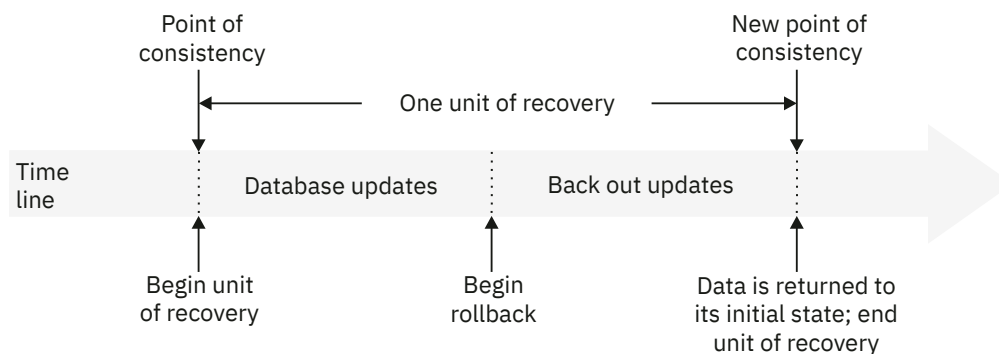 Point of
consistency
New point of
consistency
One unit of recovery
Time
line
Database updates
Back out updates
Begin unit
of recovery
Begin
rollback
Data is returned to
its initial state; end
unit of recovery